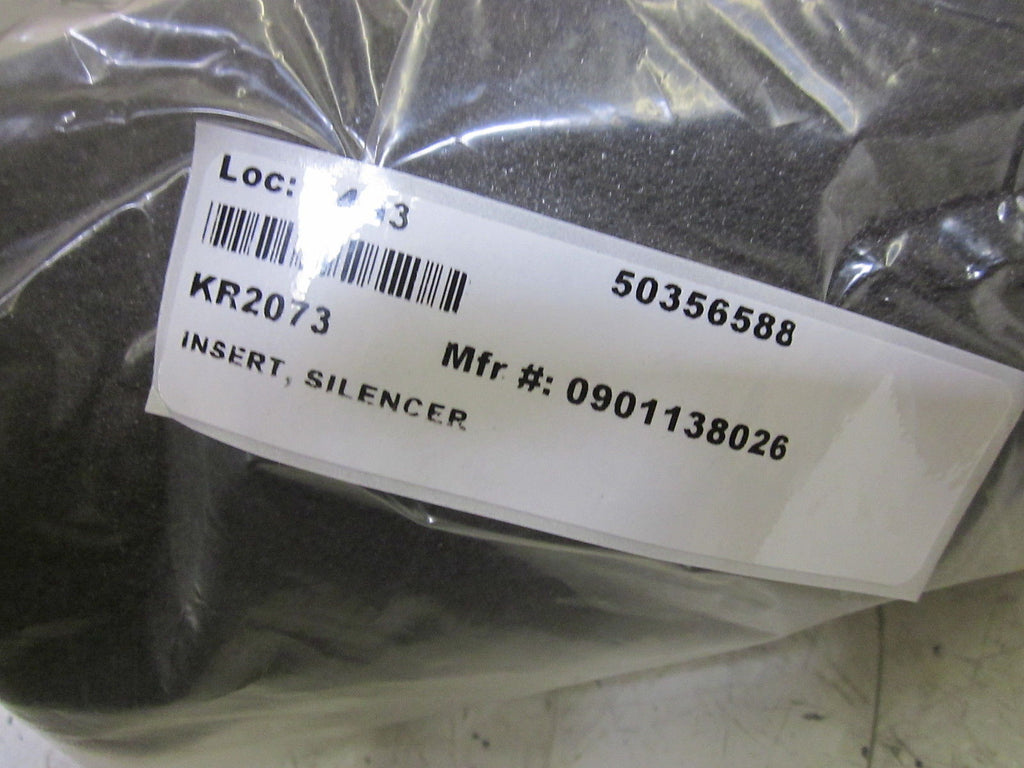 Loc:
50356588
KR2073
Mfr #: 0901138026
INSERT, SILENCER